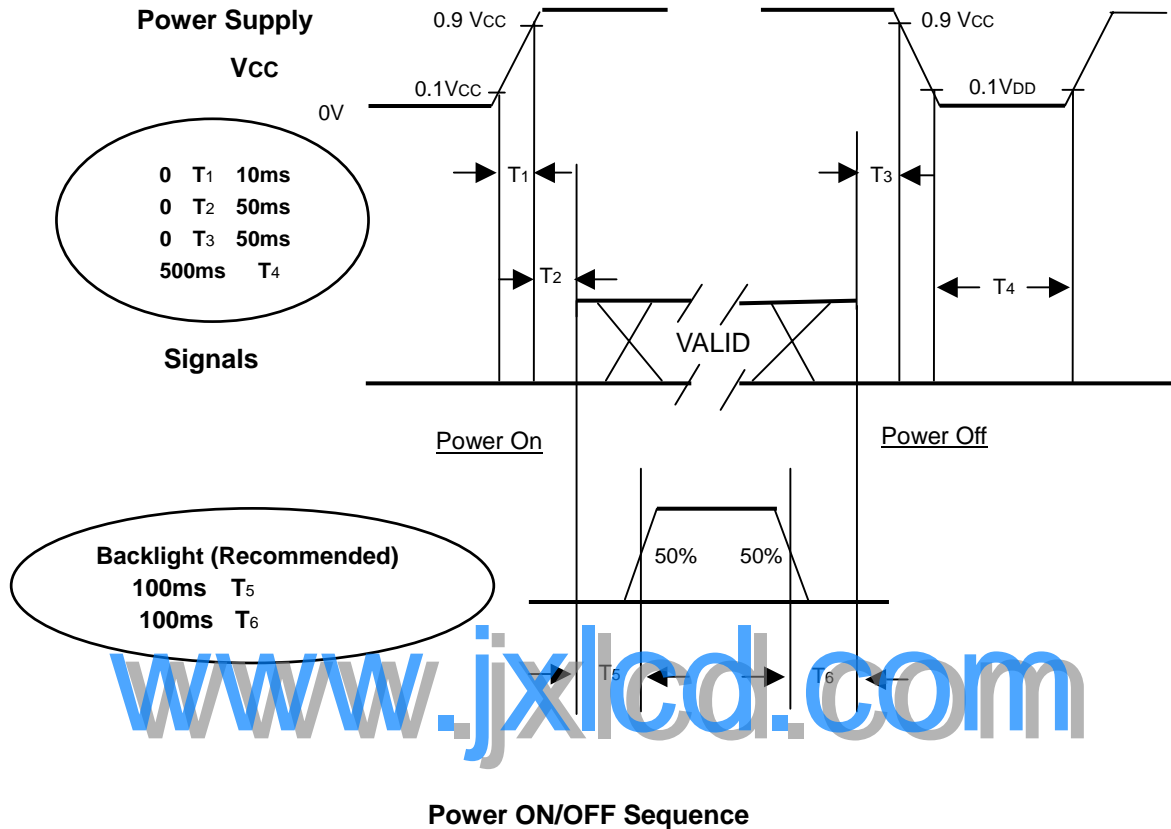 Power Supply
VCC
0.9 VCC
0.1VCC
0V
0.9 VCC
0.1VDD
0 T1 10ms
0 T2 50ms
0 T3 50ms
500ms T4
T1
T3
T2
T4
VALID
Signals
Power On
Power Off
Backlight (Recommended)
100ms T5
100ms T6
50% 50%
T5
T6
www.jxlcd.com
Power ON/OFF Sequence